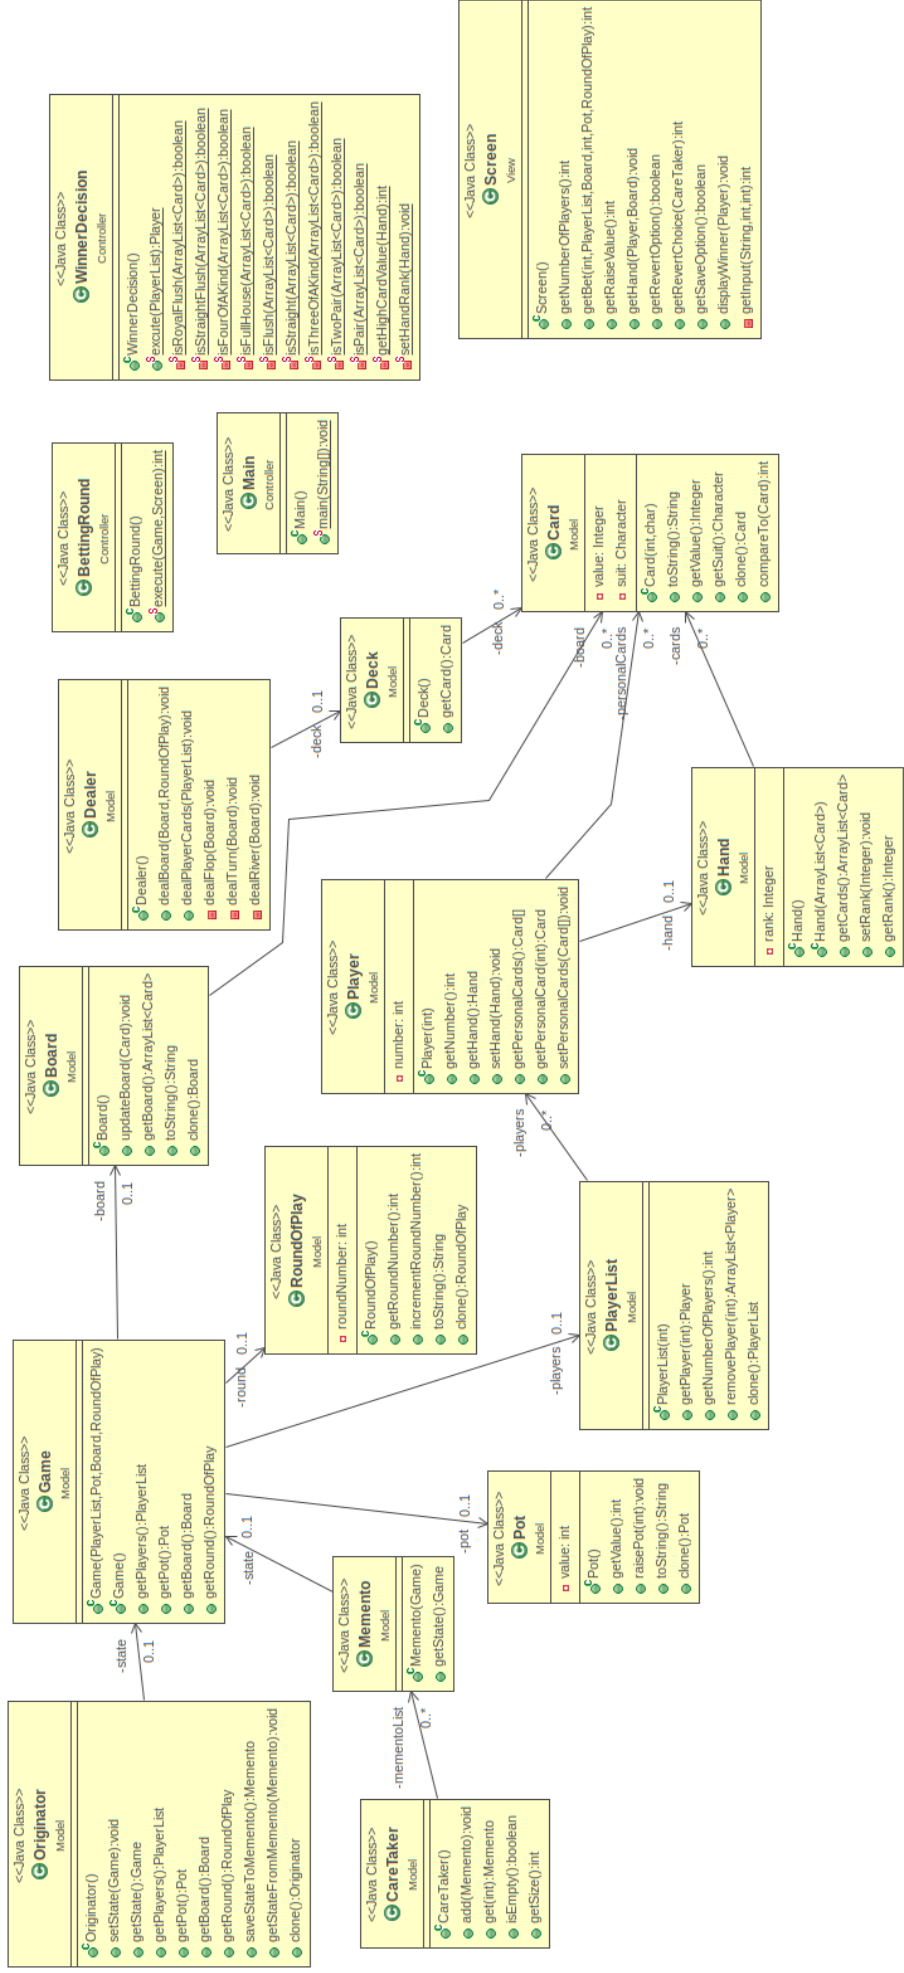 <<Java Class>>
Originator
Model
Originator()
setState(Game):void
getState():Game
getPlayers():PlayerList
getPot():Pot
getBoard():Board
getRound():RoundOfPlay
saveStateToMemento():Memento
getStateFromMemento(Memento):void
clone():Originator
-state
0..1
<<Java Class>>
Game
Model
Game(PlayerList,Pot,Board,RoundOfPlay)
Game()
getPlayers():PlayerList
getPot():Pot
getBoard():Board
getRound():RoundOfPlay
-board
0..1
<<Java Class>>
Board
Model
Board()
updateBoard(Card):void
getBoard():ArrayList<Card>
toString():String
clone():Board
<<Java Class>>
Dealer
Model
Dealer()
dealBoard(Board,RoundOfPlay):void
dealPlayerCards(PlayerList):void
dealFlop(Board):void
dealTurn(Board):void
dealRiver(Board):void
<<Java Class>>
BettingRound
Controller
BettingRound()
execute(Game,Screen):int
<<Java Class>>
WinnerDecision
Controller
WinnerDecision()
excute(PlayerList):Player
isRoyalFlush(ArrayList<Card>):boolean
isStraightFlush(ArrayList<Card>):boolean
isFourOfAKind(ArrayList<Card>):boolean
isFullHouse(ArrayList<Card>):boolean
isFlush(ArrayList<Card>):boolean
isStraight(ArrayList<Card>):boolean
isThreeOfAKind(ArrayList<Card>):boolean
isTwoPair(ArrayList<Card>):boolean
isPair(ArrayList<Card>):boolean
getHighCardValue(Hand):int
setHandRank(Hand):void
<<Java Class>>
Main
Controller
Main()
main(String[]):void
-state
0..1
-round
0..1
<<Java Class>>
RoundOfPlay
Model
roundNumber: int
RoundOfPlay()
getRoundNumber():int
incrementRoundNumber():int
toString():String
clone():RoundOfPlay
-deck
0..1
<<Java Class>>
Deck
Model
Deck()
getCard():Card
<<Java Class>>
Memento
Model
Memento(Game)
getState():Game
<<Java Class>>
CareTaker
Model
CareTaker()
add(Memento):void
get(int):Memento
isEmpty():boolean
getSize():int
-mementoList
0..*
<<Java Class>>
Player
Model
number: int
Player(int)
getNumber():int
getHand():Hand
setHand(Hand):void
getPersonalCards():Card[]
getPersonalCard(int):Card
setPersonalCards(Card[]):void
-pot
0..1
<<Java Class>>
Pot
Model
value: int
Pot()
getValue():int
raisePot(int):void
toString():String
clone():Pot
-players
0..1
<<Java Class>>
PlayerList
Model
PlayerList(int)
getPlayer(int):Player
getNumberOfPlayers():int
removePlayer(int):ArrayList<Player>
clone():PlayerList
-players
0..*
-deck
0..*
-board
0..*
-personalCards
0..*
-cards
0..*
<<Java Class>>
Card
Model
value: Integer
suit: Character
Card(int,char)
toString():String
getValue():Integer
getSuit():Character
clone():Card
compareTo(Card):int
-hand
0..1
<<Java Class>>
Hand
Model
rank: Integer
Hand()
Hand(ArrayList<Card>)
getCards():ArrayList<Card>
setRank(Integer):void
getRank():Integer
<<Java Class>>
Screen
View
Screen()
getNumberOfPlayers():int
getBet(int,PlayerList,Board,int,Pot,RoundOfPlay):int
getRaiseValue():int
getHand(Player,Board):void
getRevertOption():boolean
getRevertChoice(CareTaker):int
getSaveOption():boolean
displayWinner(Player):void
getInput(String,int,int):int